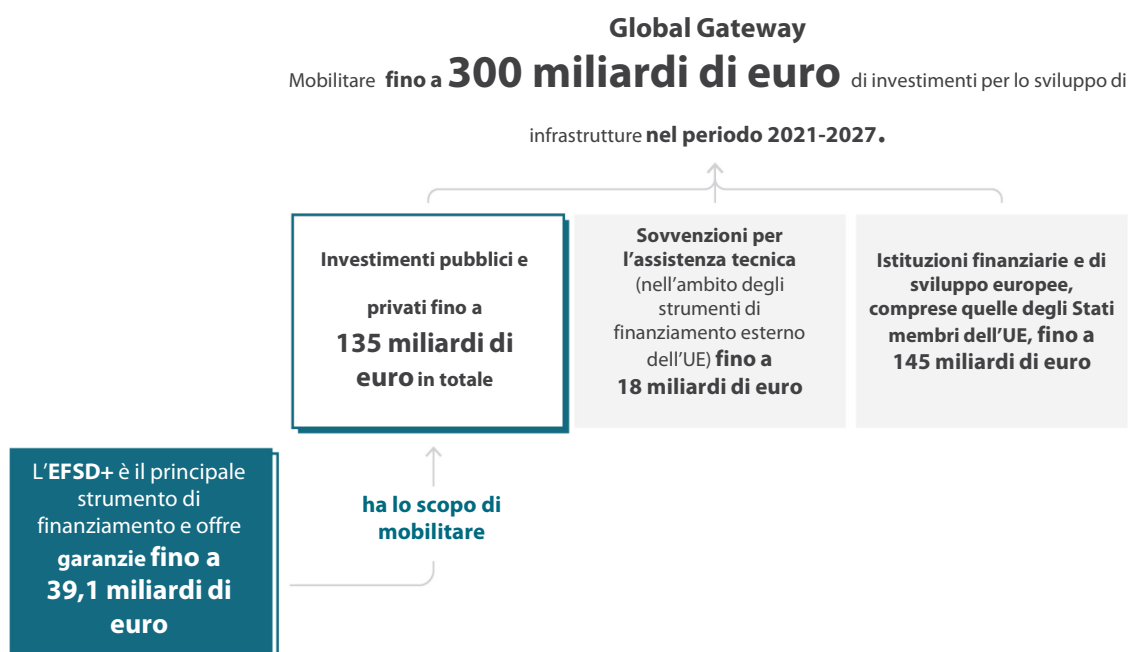 Global Gateway
Mobilitare fino a 300 miliardi di euro di investimenti per lo sviluppo di
infrastrutture nel periodo 2021-2027.
Investimenti pubblici e
privati fino a
135 miliardi di
euro in totale
Sovvenzioni per
l’assistenza tecnica
(nell’ambito degli
strumenti di
finanziamento esterno
dell’UE) fino a
18 miliardi di euro
Istituzioni finanziarie e di
sviluppo europee,
comprese quelle degli Stati
membri dell’UE, fino a
145 miliardi di euro
L’EFSD+ è il principale
strumento di
finanziamento e offre
garanzie fino a
39,1 miliardi di
euro
ha lo scopo di
mobilitare